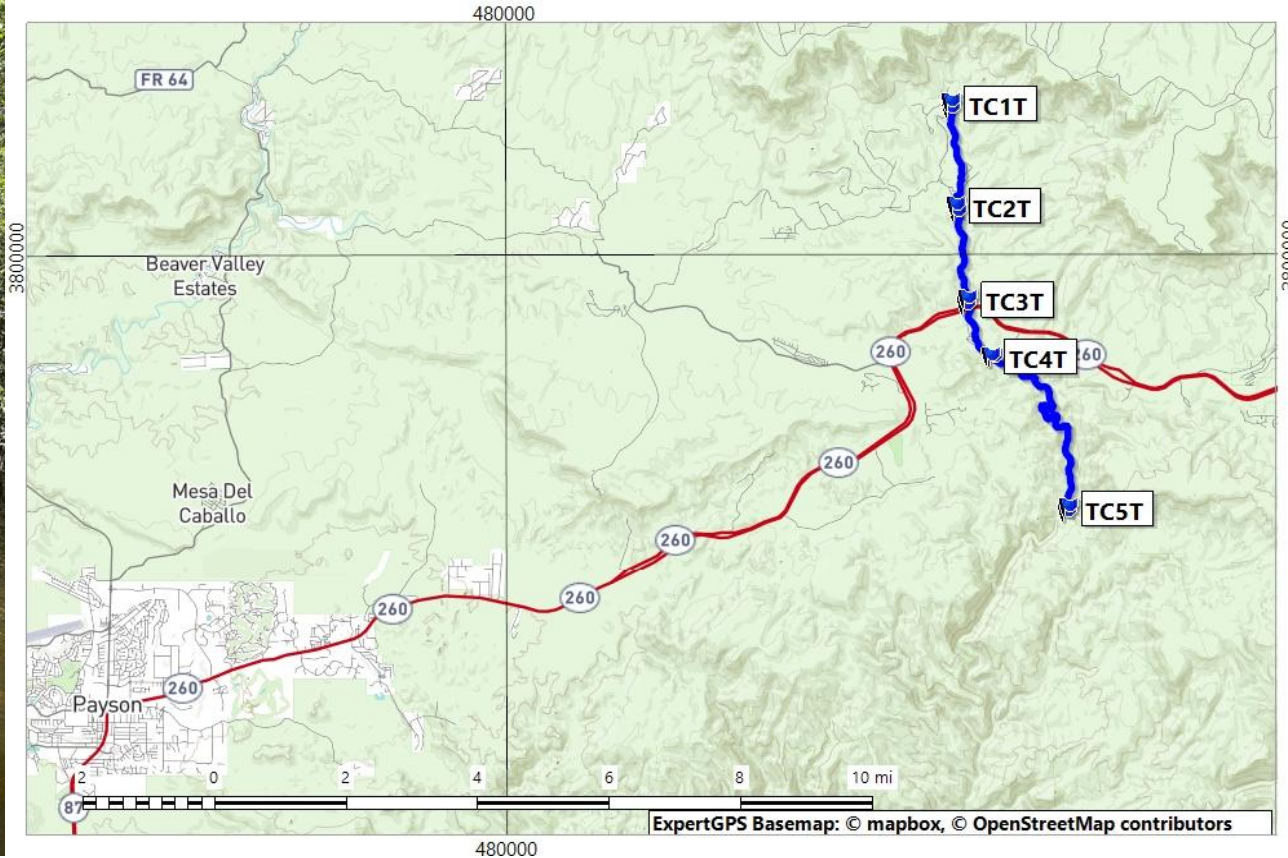 480000
FR 64
TC1T
TC2T
3800000
Beaver Valley
Estates
TC3T
260
TC4T
260
Mesa Del
Caballo
260
TC5T
260
260
260
260
Payson
2 0 2 4 6 8 10 mi
87
ExpertGPS Basemap: © mapbox, © OpenStreetMap contributors
480000